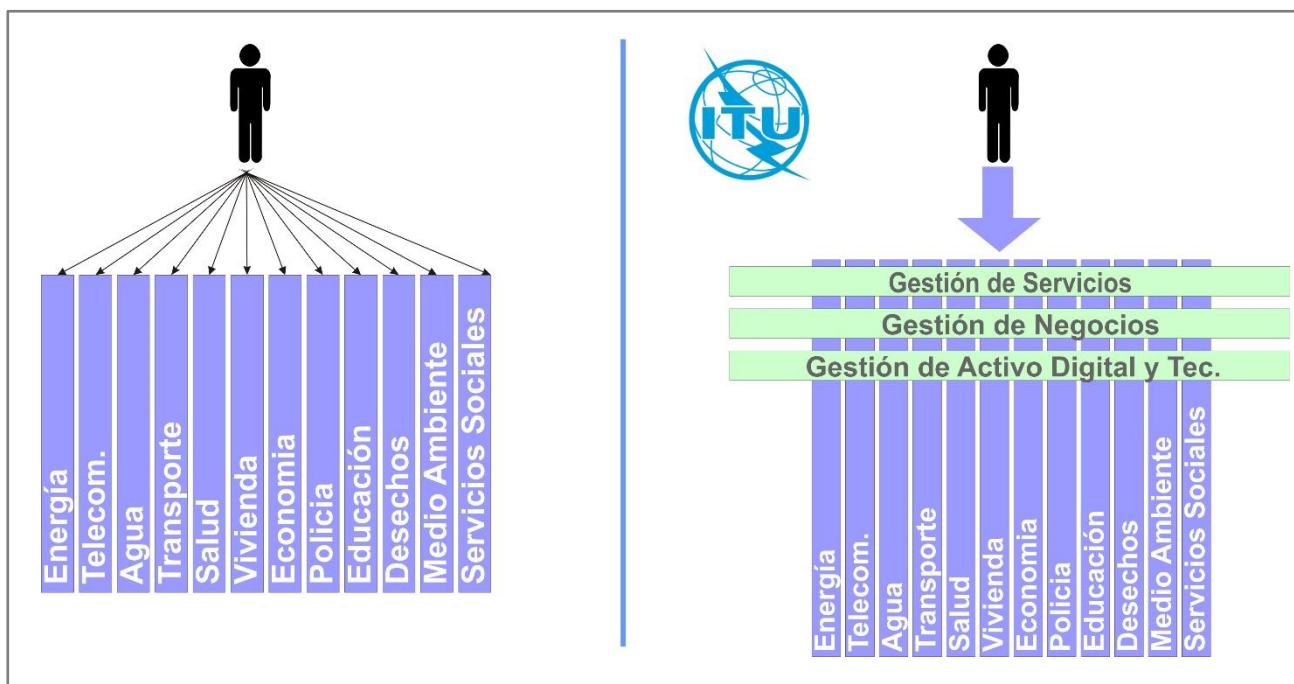 Energía
Telecom.
Agua
Transporte
Salud
Vivienda
Economia
Policia
Educación
Desechos
Medio Ambiente
Servicios Sociales
ITU
Gestión de Servicios
Gestión de Negocios
Gestión de Activo Digital y Tec.
Energía
Telecom.
Agua
Transporte
Salud
Vivienda
Economia
Policia
Educación
Desechos
Medio Ambiente
Servicios Sociales